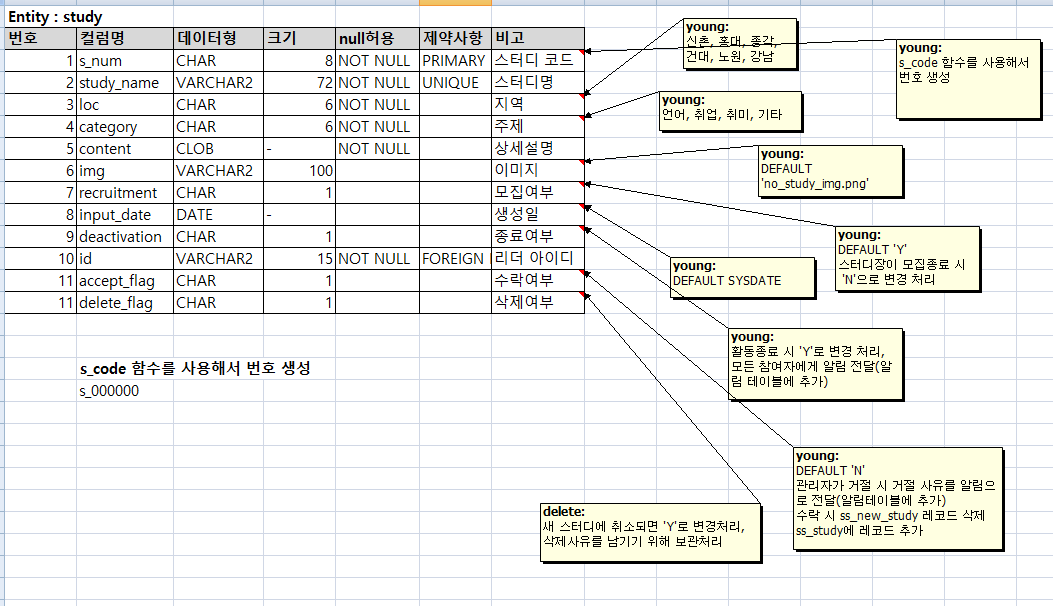 Entity : study
번호 컬럼명 데이터형 크기 null허용 제약사항 비고
1 s_num CHAR 8 NOT NULL PRIMARY 스터디 코드
2 study_name VARCHAR2 72 NOT NULL UNIQUE 스터디명
3 loc CHAR 6 NOT NULL 지역
4 category CHAR 6 NOT NULL 주제
5 content CLOB - NOT NULL 상세설명
6 img VARCHAR2 100 이미지
7 recruitment CHAR 1 모집여부
8 input_date DATE - 생성일
9 deactivation CHAR 1 종료여부
10 id VARCHAR2 15 NOT NULL FOREIGN 리더 아이디
11 accept_flag CHAR 1 수락여부
11 delete_flag CHAR 1 삭제여부
s_code 함수를 사용해서 번호 생성
s_000000
young:
신촌, 홍대, 종각,
건대, 노원, 강남
young:
s_code 함수를 사용해서
번호 생성
young:
언어, 취업, 취미, 기타
young:
DEFAULT
'no_study_img.png'
young:
DEFAULT 'Y'
스터디장이 모집종료 시
'N'으로 변경 처리
young:
DEFAULT SYSDATE
young:
활동종료 시 'Y'로 변경 처리,
모든 참여자에게 알림 전달(알
림 테이블에 추가)
young:
DEFAULT 'N'
관리자가 거절 시 거절 사유를 알림으
로 전달(알림테이블에 추가)
수락 시 ss_new_study 레코드 삭제
ss_study에 레코드 추가
delete:
새 스터디에 취소되면 'Y'로 변경처리,
삭제사유를 남기기 위해 보관처리